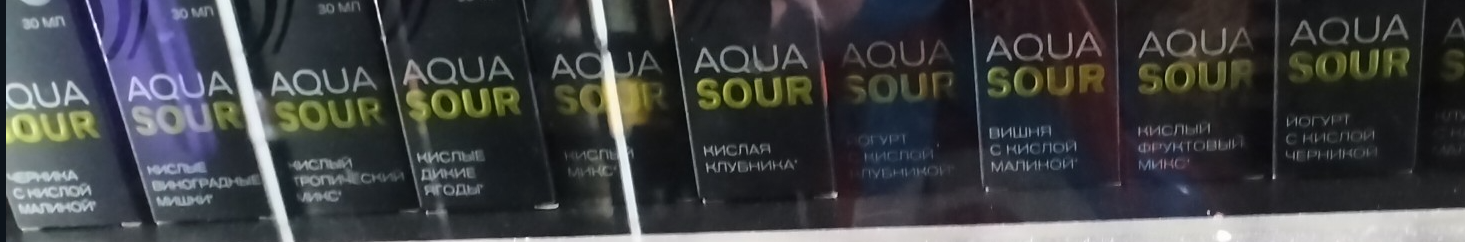 30 МЛ
QUA
OUR
ЧЕРНИКА
С КИСЛОЙ
МАЛИНОЙ*
30 МЛ
AQUA
SOUR
КИСЛЫЕ
ВИНОГРАДНЫЕ
МИШКИ*
30 МЛ
AQUA
SOUR
КИСЛЫЙ
ТРОПИЧЕСКИЙ
МИКС*
AQUA
SOUR
КИСЛЫЕ
ДИКИЕ
ЯГОДЫ*
AQUA
SOUR
КИСЛЫЙ
МИКС*
AQUA
SOUR
КИСЛАЯ
КЛУБНИКА*
AQUA
SOUR
ЙОГУРТ
С КИСЛОЙ
КЛУБНИКОЙ*
AQUA
SOUR
ВИШНЯ
С КИСЛОЙ
МАЛИНОЙ*
AQUA
SOUR
КИСЛЫЙ
ФРУКТОВЫЙ
МИКС*
AQUA
SOUR
ЙОГУРТ
С КИСЛОЙ
ЧЕРНИКОЙ*
A
S